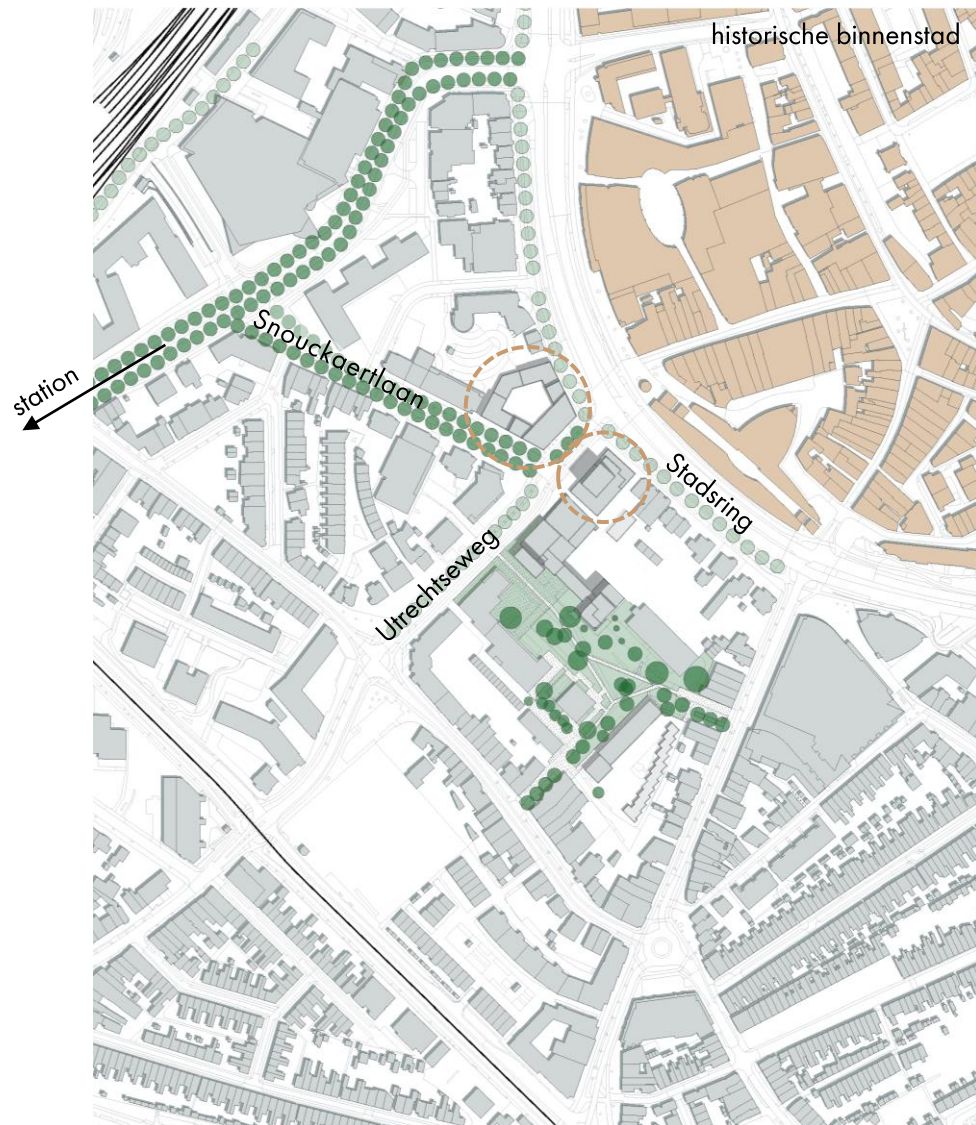 historische binnenstad
Snouckaertlaan
station
Stadsring
Utrechtseweg